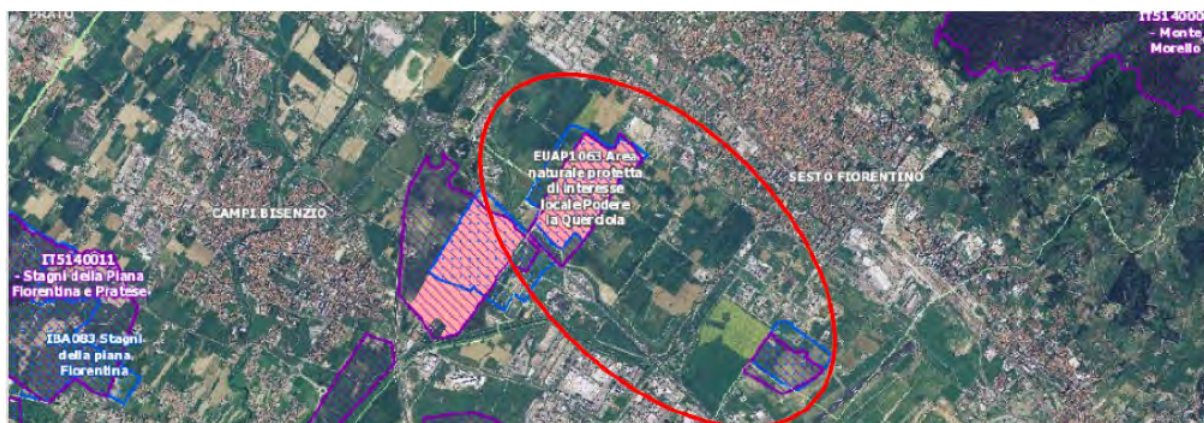 PRATO
IT514000
- Monte
Morello
EUAP1063 Area
naturale protetta
di interesse
locale Podere
la Querciola
SESTO FIORENTINO
CAMPI BISENZIO
IT5140011
- Stagni della Piana
Fiorentina e Pratese
IBA083 Stagni
della piana
Fiorentina